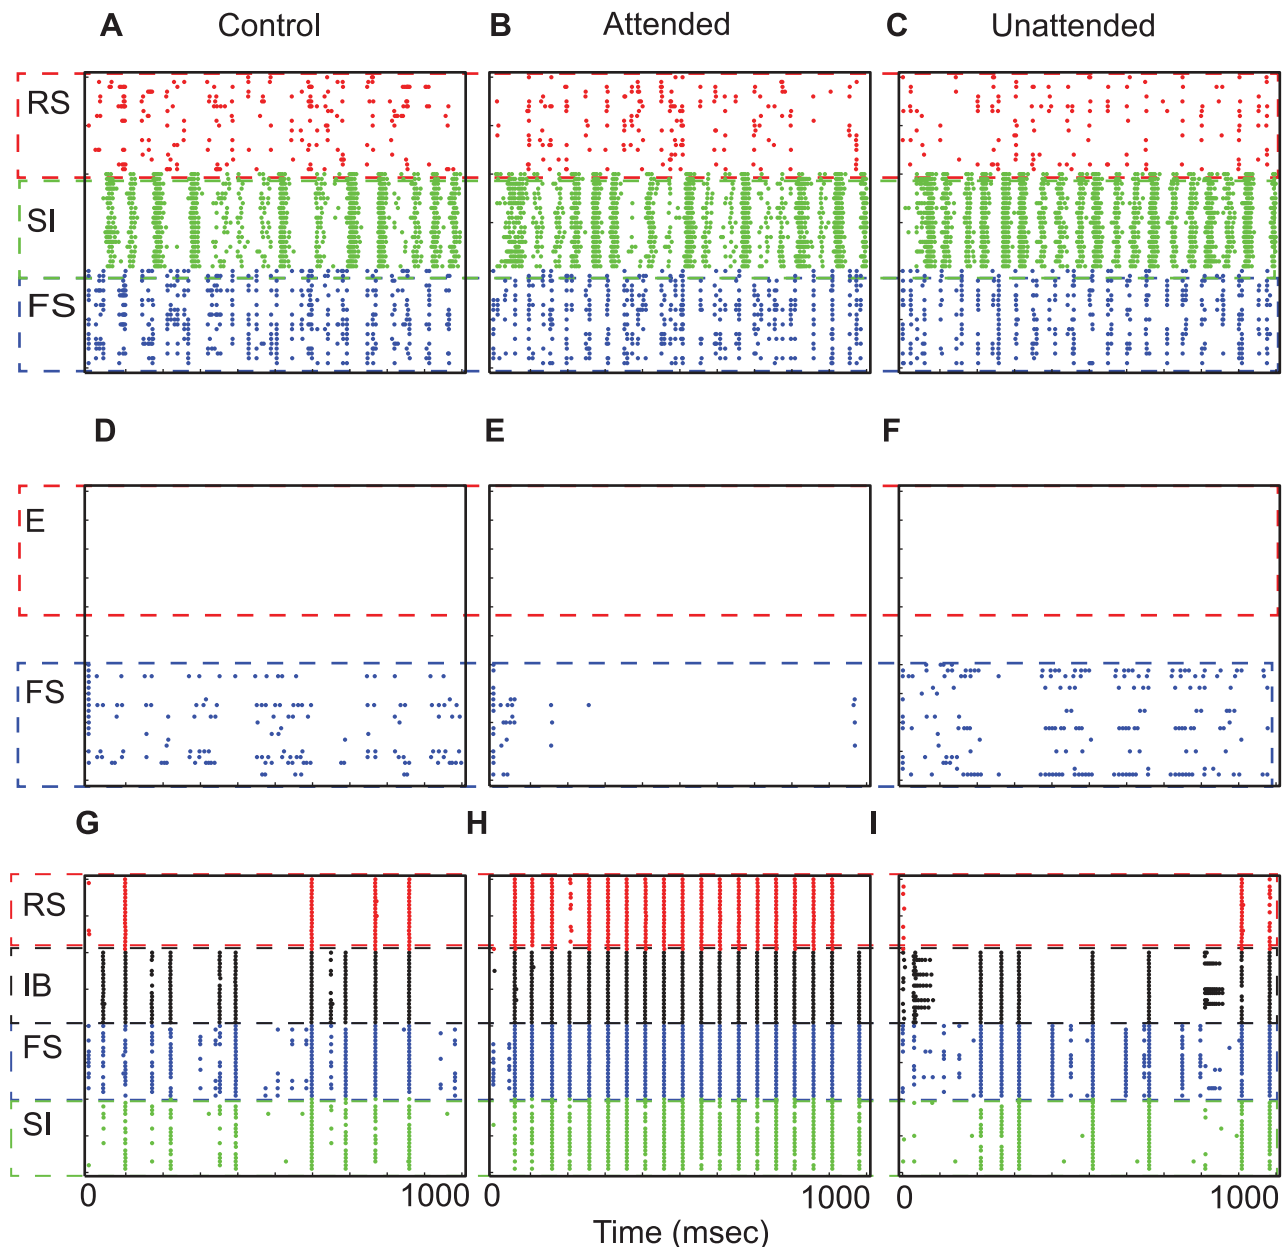 A Control B Attended C Unattended
RS
SI
FS
D E F
E
FS
G H I
RS
IB
FS
SI
0 1000 0 1000 0 1000
Time (msec)